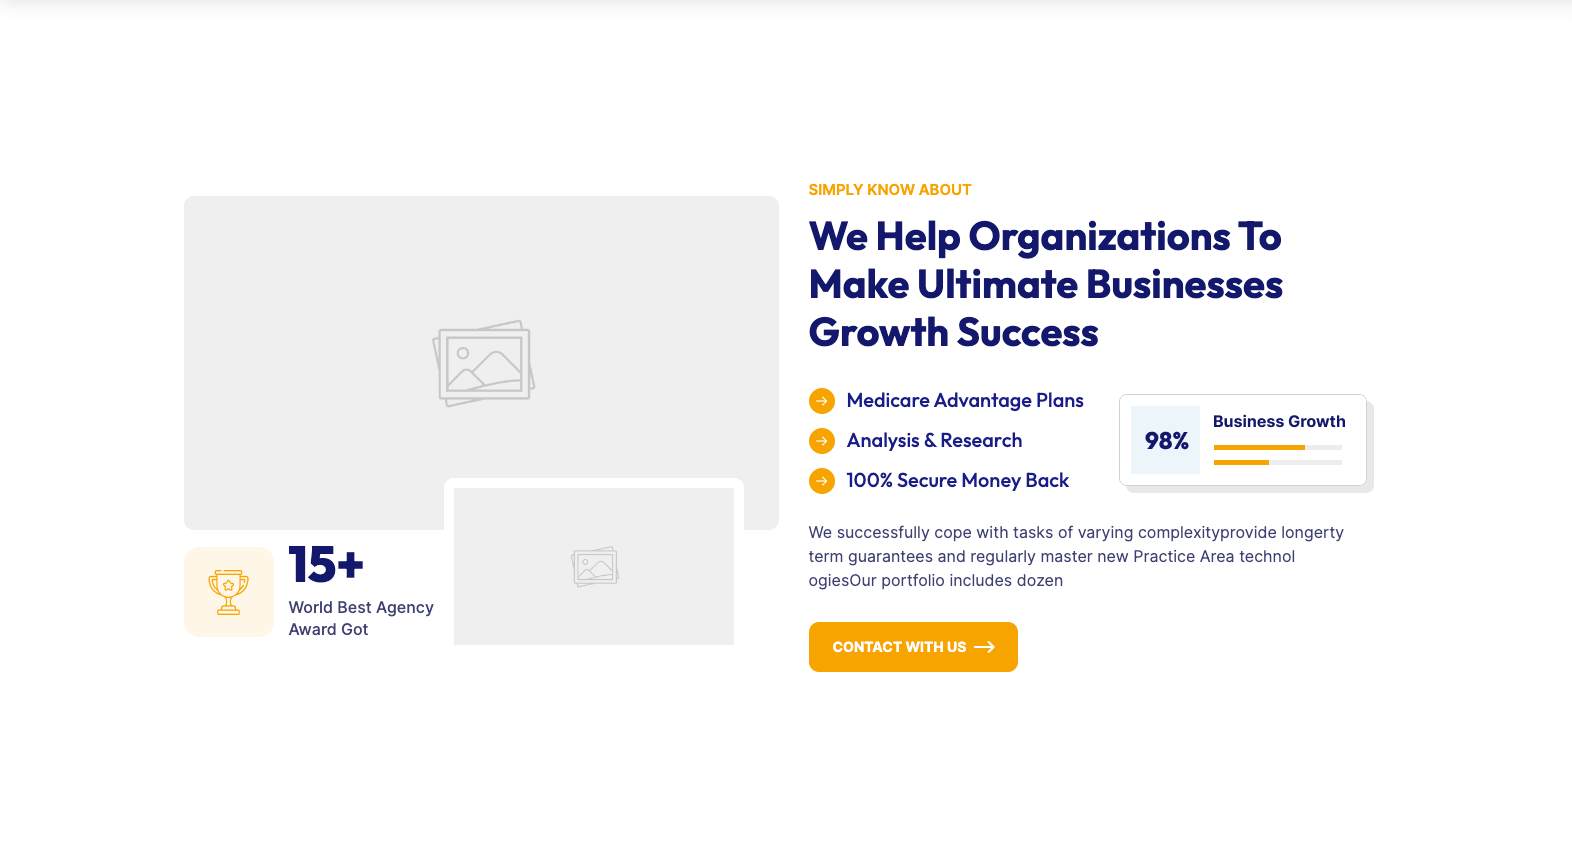 SIMPLY KNOW ABOUT
We Help Organizations To
Make Ultimate Businesses
Growth Success
Medicare Advantage Plans
Analysis & Research
100% Secure Money Back
98%
Business Growth
We successfully cope with tasks of varying complexityprovide longerty
term guarantees and regularly master new Practice Area technol
ogiesOur portfolio includes dozen
CONTACT WITH US
15+
World Best Agency
Award Got